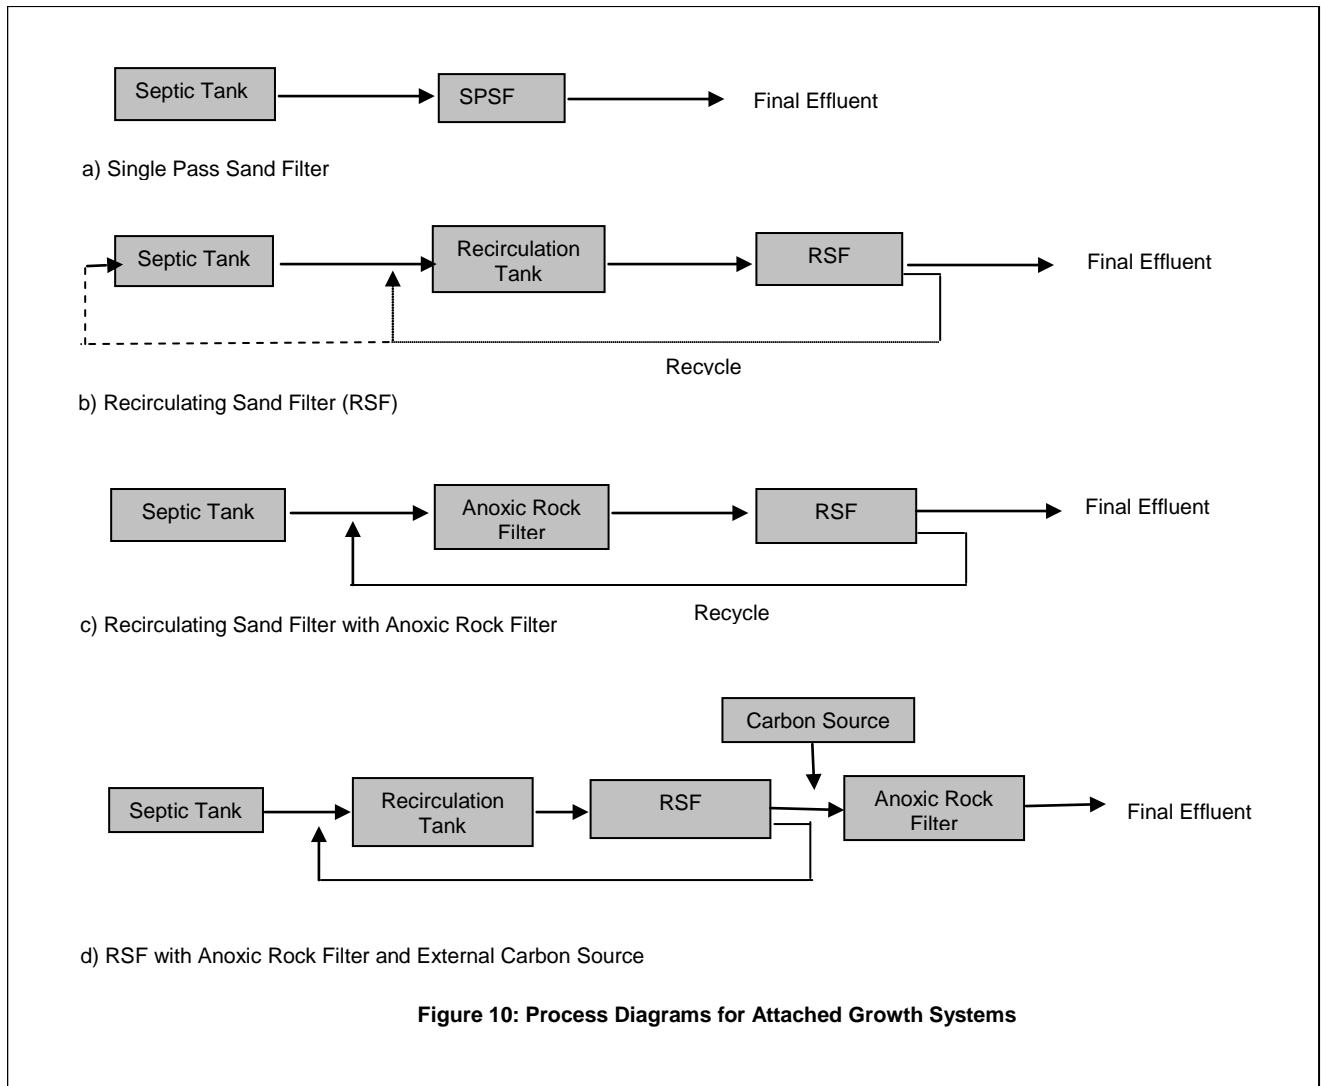 Septic Tank
SPSF
Final Effluent
a) Single Pass Sand Filter
Septic Tank
Recirculation
Tank
RSF
Final Effluent
Recycle
b) Recirculating Sand Filter (RSF)
Septic Tank
Anoxic Rock
Filter
RSF
Final Effluent
Recycle
c) Recirculating Sand Filter with Anoxic Rock Filter
Carbon Source
Septic Tank
Recirculation
Tank
RSF
Anoxic Rock
Filter
Final Effluent
d) RSF with Anoxic Rock Filter and External Carbon Source
Figure 10: Process Diagrams for Attached Growth Systems